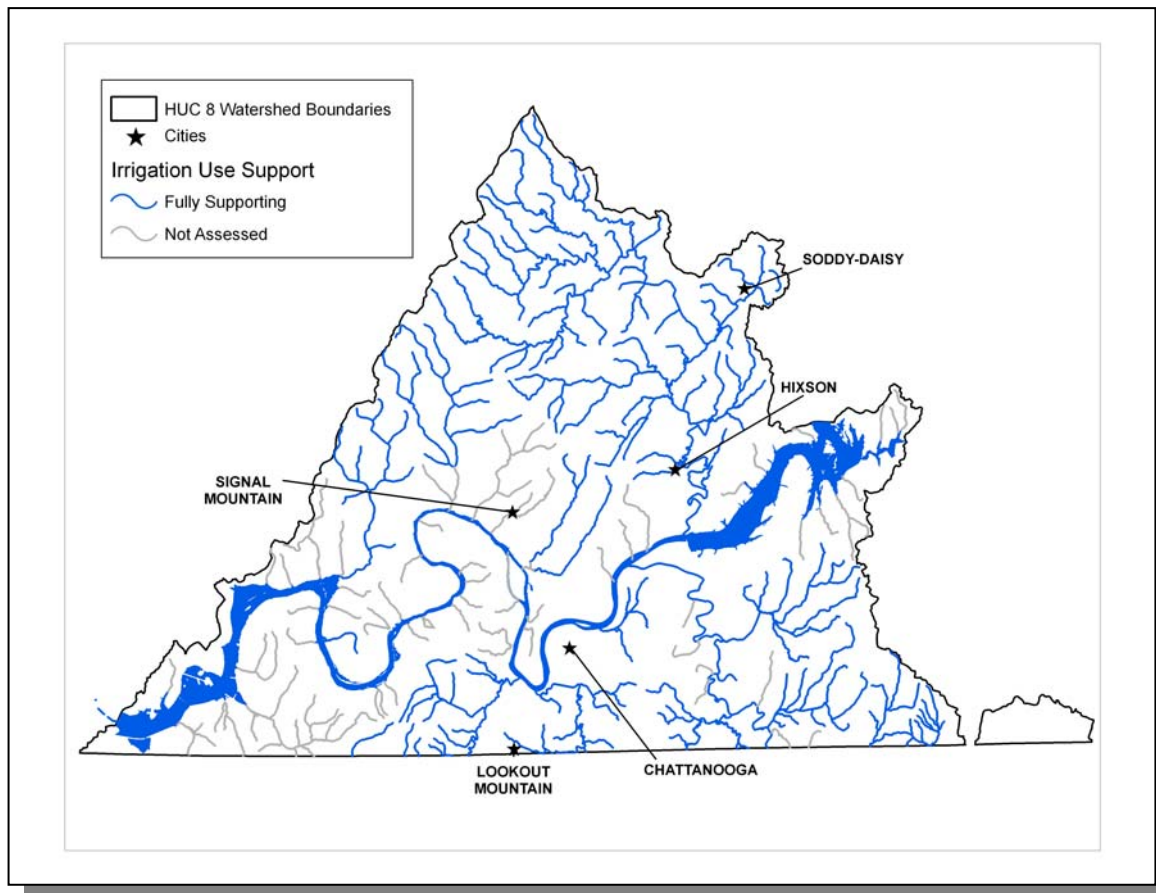 HUC 8 Watershed Boundaries
Cities
Irrigation Use Support
Fully Supporting
Not Assessed
SODDY-DAISY
HIXSON
SIGNAL
MOUNTAIN
CHATTANOOGA
LOOKOUT
MOUNTAIN